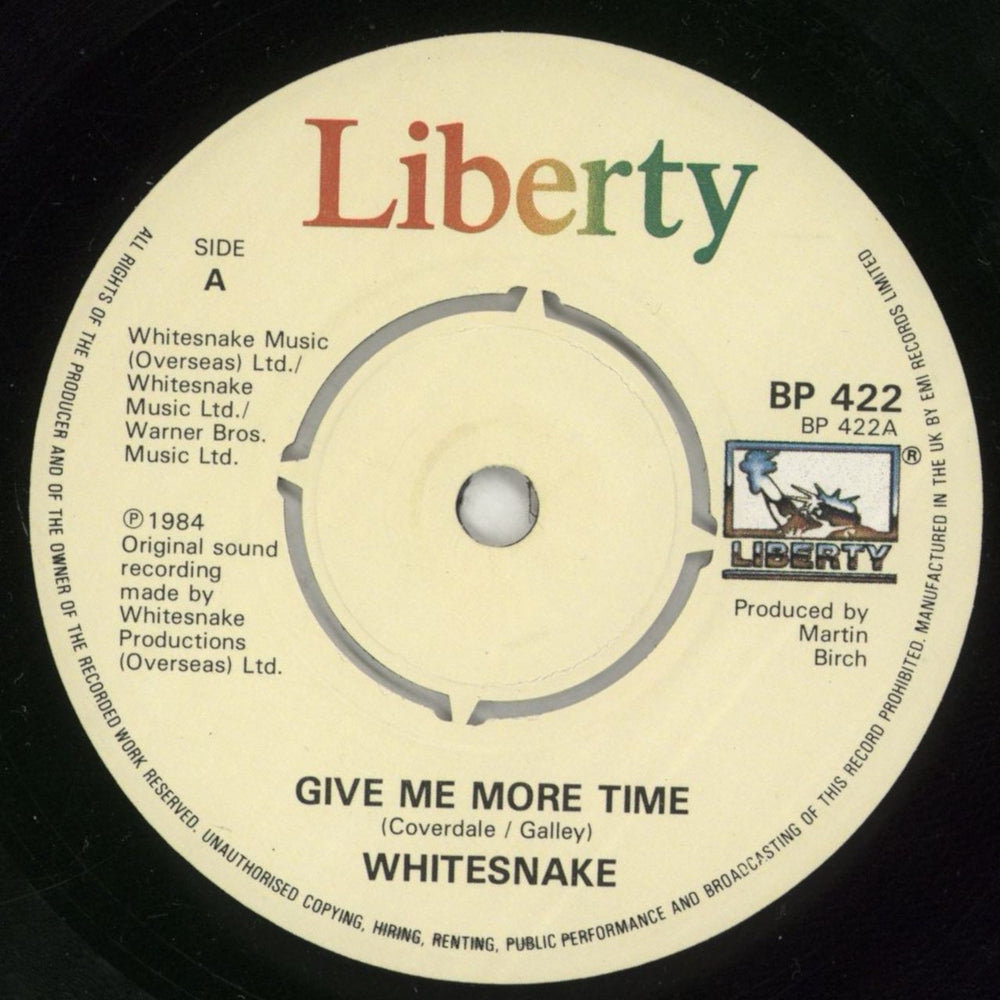 Liberty
SIDE
A
Whitesnake Music
(Overseas) Ltd./
Whitesnake
Music Ltd./
Warner Bros.
Music Ltd.
℗1984
Original sound
recording
made by
Whitesnake
Productions
(Overseas) Ltd.
BP 422
BP 422A
LIBERTY ®
Produced by
Martin
Birch
GIVE ME MORE TIME
(Coverdale / Galley)
WHITESNAKE
ALL RIGHTS OF THE PRODUCER AND OF THE OWNER OF THE RECORDED WORK RESERVED. UNAUTHORISED COPYING, HIRING, RENTING, PUBLIC PERFORMANCE AND BROADCASTING OF THIS RECORD PROHIBITED. MANUFACTURED IN THE UK BY EMI RECORDS LIMITED